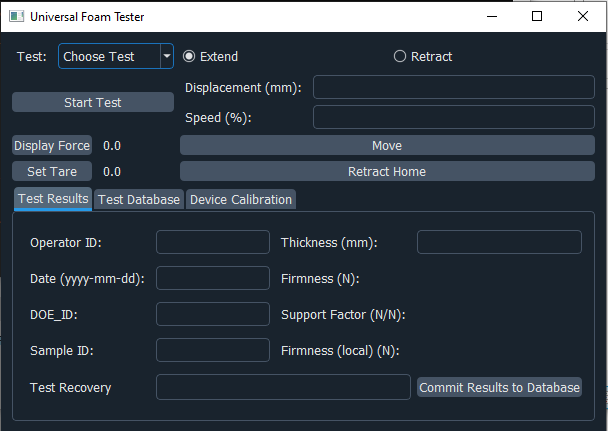 Universal Foam Tester
Test: Choose Test Extend Retract
Displacement (mm):
Start Test
Speed (%):
Display Force 0.0 Move
Set Tare 0.0 Retract Home
Test Results Test Database Device Calibration
Operator ID: Thickness (mm):
Date (yyyy-mm-dd): Firmness (N):
DOE_ID: Support Factor (N/N):
Sample ID: Firmness (local) (N):
Test Recovery Commit Results to Database